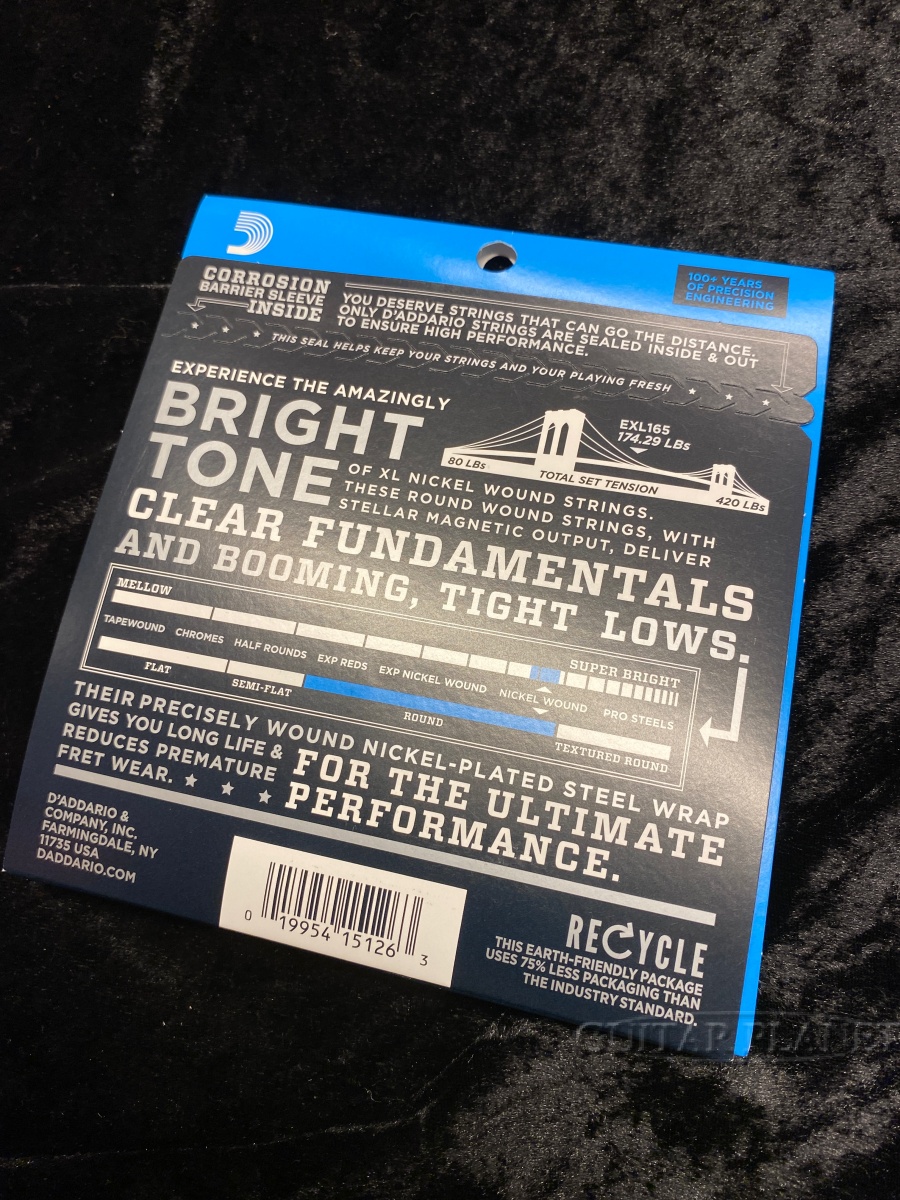 100+ YEARS
OF PRECISION
ENGINEERING
CORROSION
BARRIER SLEEVE
INSIDE
YOU DESERVE STRINGS THAT CAN GO THE DISTANCE.
ONLY D'ADDARIO STRINGS ARE SEALED INSIDE & OUT
TO ENSURE HIGH PERFORMANCE.
THIS SEAL HELPS KEEP YOUR STRINGS AND YOUR PLAYING FRESH
EXPERIENCE THE AMAZINGLY
BRIGHT
TONE
EXL165
174.29 LBs
80 LBs
TOTAL SET TENSION
420 LBs
OF XL NICKEL WOUND STRINGS.
THESE ROUND WOUND STRINGS, WITH
STELLAR MAGNETIC OUTPUT, DELIVER
CLEAR FUNDAMENTALS
AND BOOMING, TIGHT LOWS.
MELLOW
SUPER BRIGHT
TAPEWOUND CHROMES HALF ROUNDS EXP REDS EXP NICKEL WOUND NICKEL WOUND PRO STEELS
FLAT
SEMI-FLAT
ROUND
TEXTURED ROUND
THEIR PRECISELY WOUND NICKEL-PLATED STEEL WRAP
GIVES YOU LONG LIFE &
REDUCES PREMATURE
FRET WEAR.
FOR THE ULTIMATE
PERFORMANCE.
D'ADDARIO &
COMPANY, INC.
FARMINGDALE, NY
11735 USA
DADDARIO.COM
0 19954 15126 3
RECYCLE
THIS EARTH-FRIENDLY PACKAGE
USES 75% LESS PACKAGING THAN
THE INDUSTRY STANDARD.
GUITAR PLANET